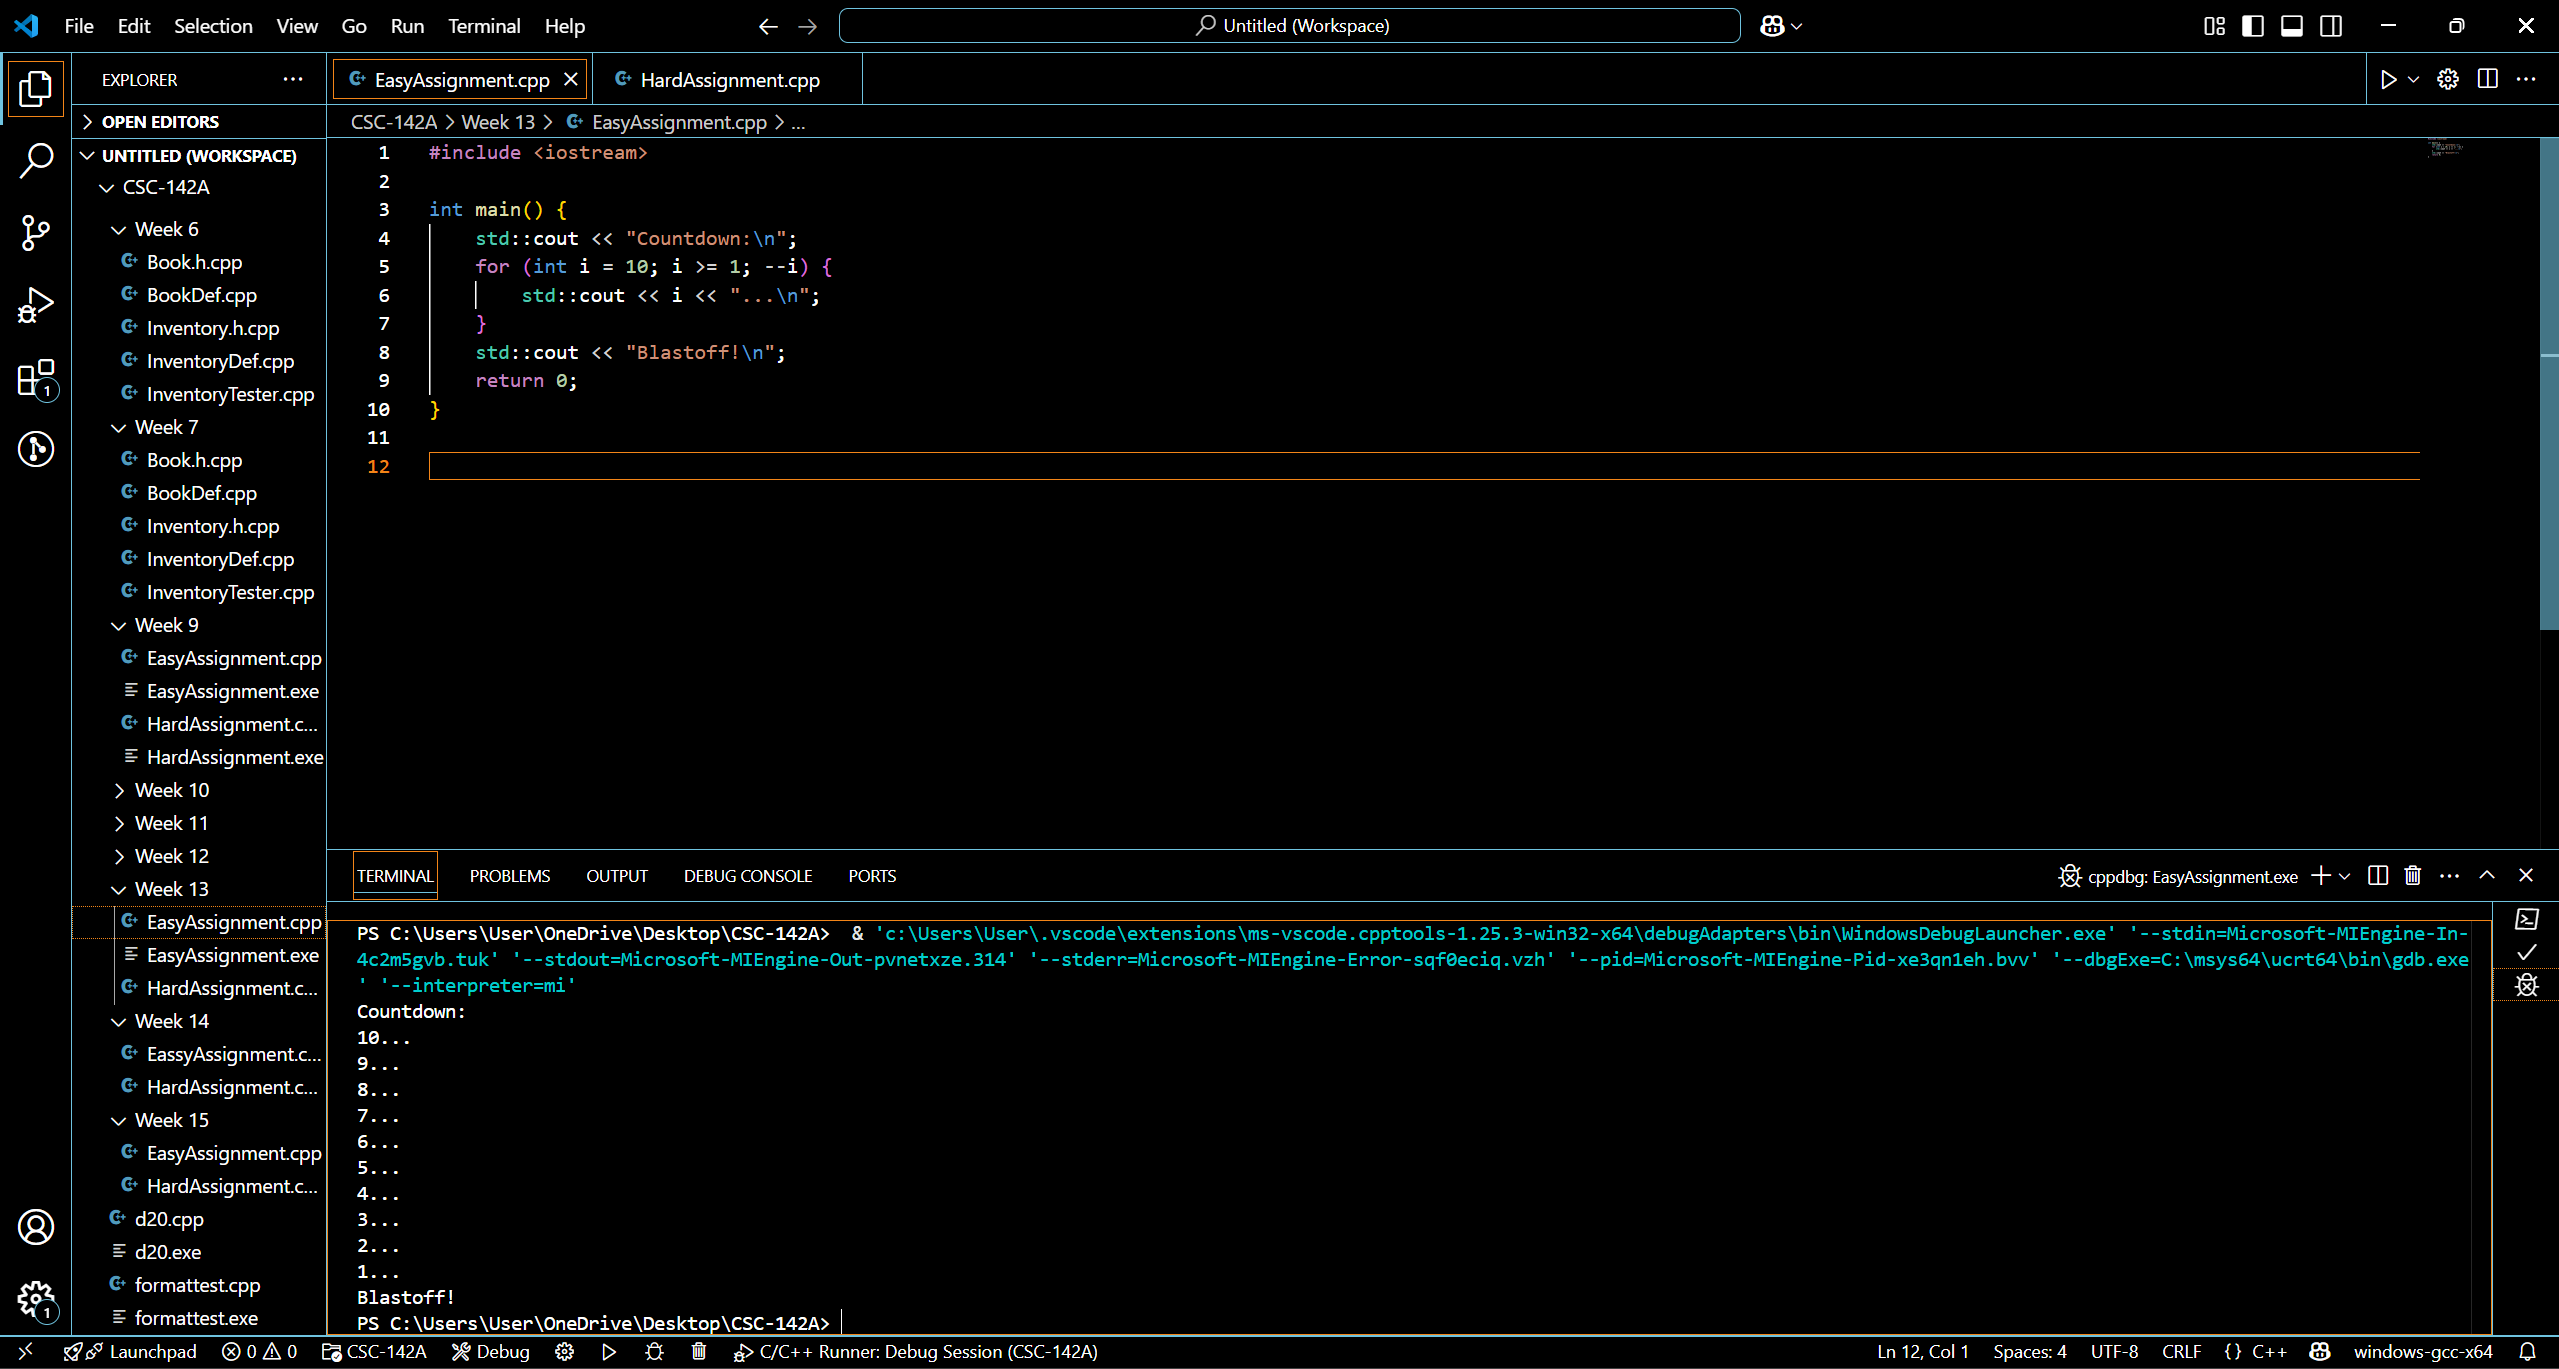 File Edit Selection View Go Run Terminal Help
Untitled (Workspace)
EXPLORER
OPEN EDITORS
UNTITLED (WORKSPACE)
CSC-142A
Week 6
Book.h.cpp
BookDef.cpp
Inventory.h.cpp
InventoryDef.cpp
InventoryTester.cpp
Week 7
Book.h.cpp
BookDef.cpp
Inventory.h.cpp
InventoryDef.cpp
InventoryTester.cpp
Week 9
EasyAssignment.cpp
EasyAssignment.exe
HardAssignment.c...
HardAssignment.exe
Week 10
Week 11
Week 12
Week 13
EasyAssignment.cpp
EasyAssignment.exe
HardAssignment.c...
Week 14
EassyAssignment.c...
HardAssignment.c...
Week 15
EasyAssignment.cpp
HardAssignment.c...
d20.cpp
d20.exe
formattest.cpp
formattest.exe
1
1
EasyAssignment.cpp HardAssignment.cpp
CSC-142A > Week 13 > EasyAssignment.cpp > ...
1 #include <iostream>
2
3 int main() {
4     std::cout << "Countdown:\n";
5     for (int i = 10; i >= 1; --i) {
6         std::cout << i << "...\n";
7     }
8     std::cout << "Blastoff!\n";
9     return 0;
10 }
11
12
TERMINAL PROBLEMS OUTPUT DEBUG CONSOLE PORTS
cppdbg: EasyAssignment.exe
PS C:\Users\User\OneDrive\Desktop\CSC-142A>  & 'c:\Users\User\.vscode\extensions\ms-vscode.cpptools-1.25.3-win32-x64\debugAdapters\bin\WindowsDebugLauncher.exe' '--stdin=Microsoft-MIEngine-In-
4c2m5gvb.tuk' '--stdout=Microsoft-MIEngine-Out-pvnetxze.314' '--stderr=Microsoft-MIEngine-Error-sqf0eciq.vzh' '--pid=Microsoft-MIEngine-Pid-xe3qn1eh.bvv' '--dbgExe=C:\msys64\ucrt64\bin\gdb.exe
' '--interpreter=mi'
Countdown:
10...
9...
8...
7...
6...
5...
4...
3...
2...
1...
Blastoff!
PS C:\Users\User\OneDrive\Desktop\CSC-142A>
Launchpad 0 0 CSC-142A Debug C/C++ Runner: Debug Session (CSC-142A) Ln 12, Col 1 Spaces: 4 UTF-8 CRLF {} C++ windows-gcc-x64